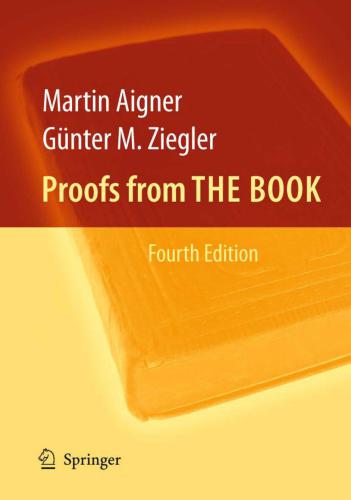 Martin Aigner
Günter M. Ziegler
Proofs from THE BOOK
Fourth Edition
Springer